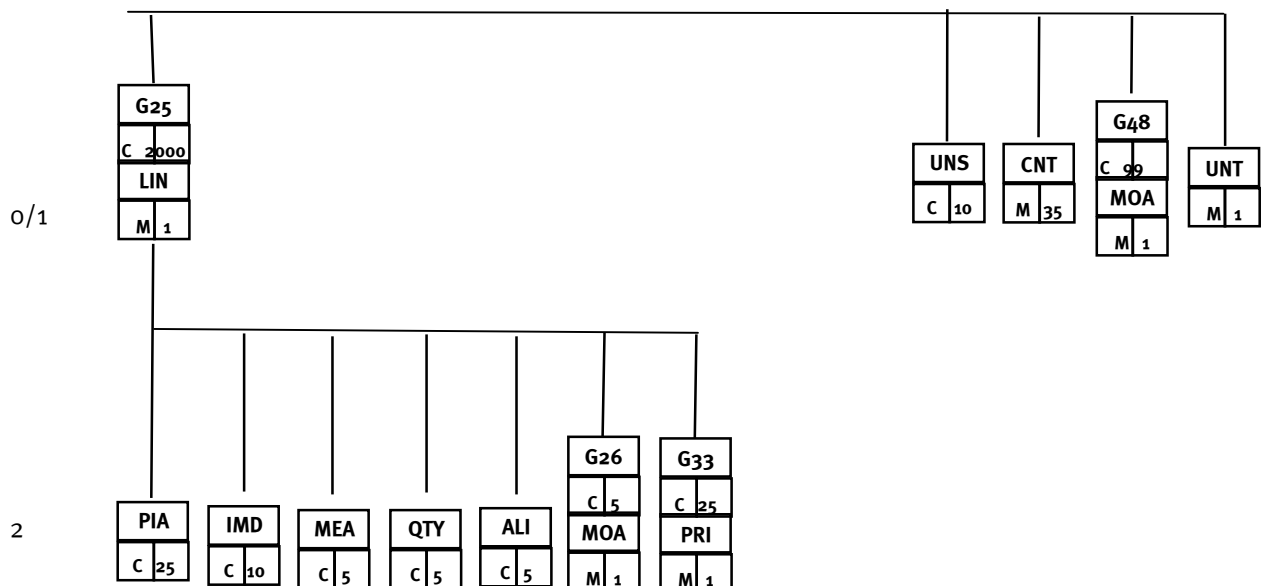 G25
C 2000
LIN
M 1
UNS
C 10
CNT
M 35
G48
C 99
MOA
M 1
UNT
M 1
0/1
PIA
C 25
IMD
C 10
MEA
C 5
QTY
C 5
ALI
C 5
G26
C 5
MOA
M 1
G33
C 25
PRI
M 1
2